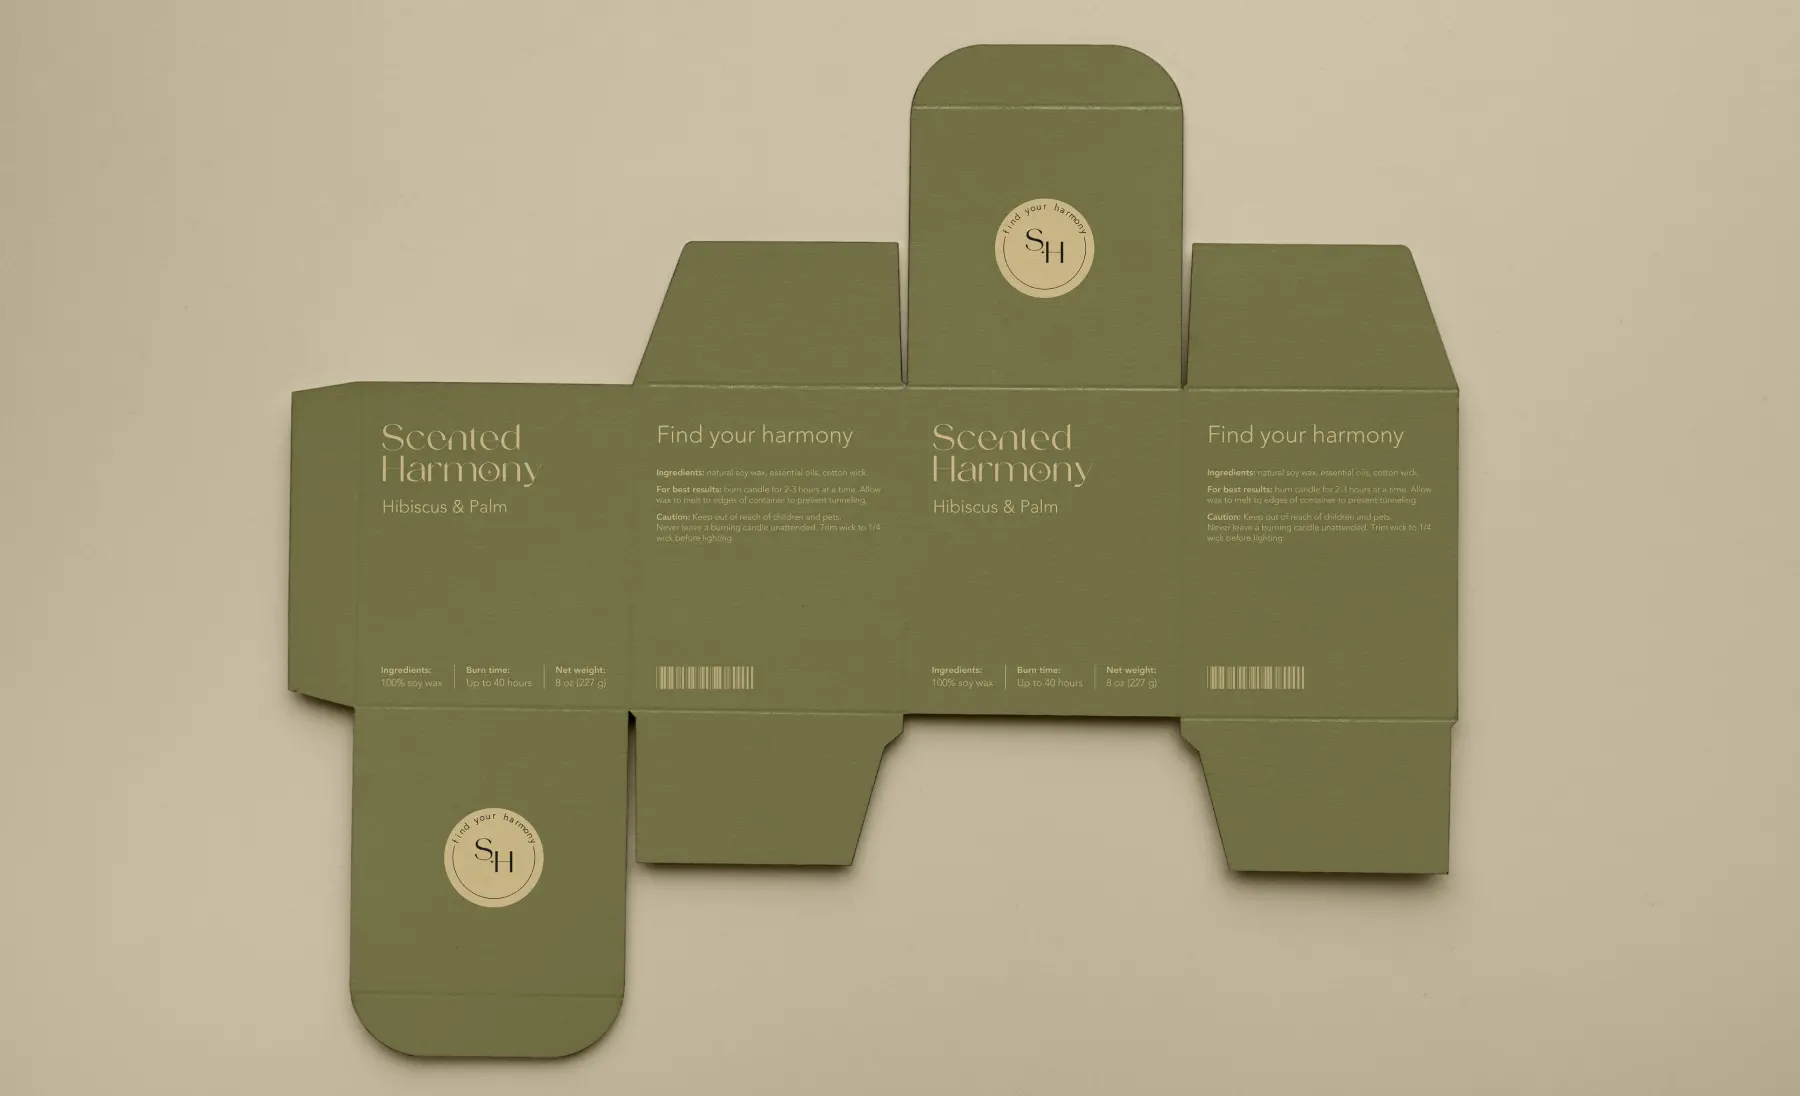 find your harmony
S.H
Scented
Harmony
Hibiscus & Palm
Ingredients:
100% soy wax
Burn time:
Up to 40 hours
Net weight:
8 oz (227 g)
Find your harmony
Ingredients: natural soy wax, essential oils, cotton wick.
For best results: burn candle for 2-3 hours at a time. Allow
wax to melt to edges of container to prevent tunneling.
Caution: Keep out of reach of children and pets.
Never leave a burning candle unattended. Trim wick to 1/4
wick before lighting.
Scented
Harmony
Hibiscus & Palm
Ingredients:
100% soy wax
Burn time:
Up to 40 hours
Net weight:
8 oz (227 g)
Find your harmony
Ingredients: natural soy wax, essential oils, cotton wick.
For best results: burn candle for 2-3 hours at a time. Allow
wax to melt to edges of container to prevent tunneling.
Caution: Keep out of reach of children and pets.
Never leave a burning candle unattended. Trim wick to 1/4
wick before lighting.
find your harmony
S.H